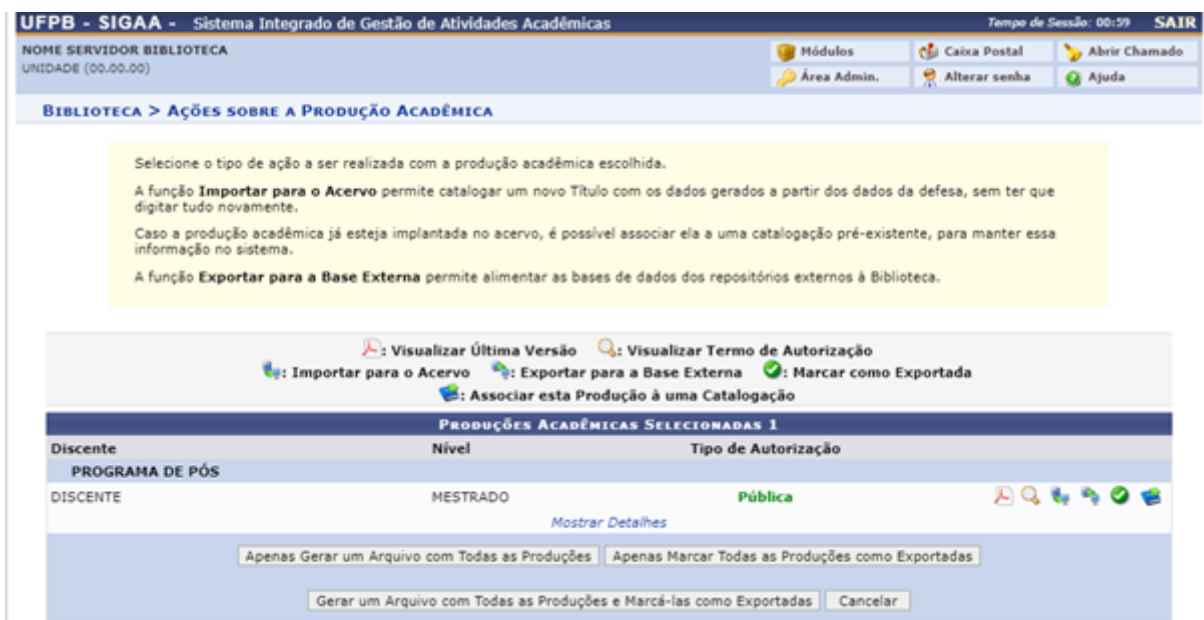 UFPB - SIGAA - Sistema Integrado de Gestão de Atividades Acadêmicas Tempo de Sessão: 00:59 SAIR
NOME SERVIDOR BIBLIOTECA
UNIDADE (00.00.00)
Módulos Caixa Postal Abrir Chamado
Área Admin. Alterar senha Ajuda
BIBLIOTECA > AÇÕES SOBRE A PRODUÇÃO ACADÊMICA
Selecione o tipo de ação a ser realizada com a produção acadêmica escolhida.
A função Importar para o Acervo permite catalogar um novo Título com os dados gerados a partir dos dados da defesa, sem ter que
digitar tudo novamente.
Caso a produção acadêmica já esteja implantada no acervo, é possível associar ela a uma catalogação pré-existente, para manter essa
informação no sistema.
A função Exportar para a Base Externa permite alimentar as bases de dados dos repositórios externos à Biblioteca.
: Visualizar Última Versão : Visualizar Termo de Autorização
: Importar para o Acervo : Exportar para a Base Externa : Marcar como Exportada
: Associar esta Produção à uma Catalogação
PRODUÇÕES ACADÊMICAS SELECIONADAS 1
Discente Nível Tipo de Autorização
PROGRAMA DE PÓS
DISCENTE MESTRADO Pública
Mostrar Detalhes
Apenas Gerar um Arquivo com Todas as Produções Apenas Marcar Todas as Produções como Exportadas
Gerar um Arquivo com Todas as Produções e Marcá-las como Exportadas Cancelar